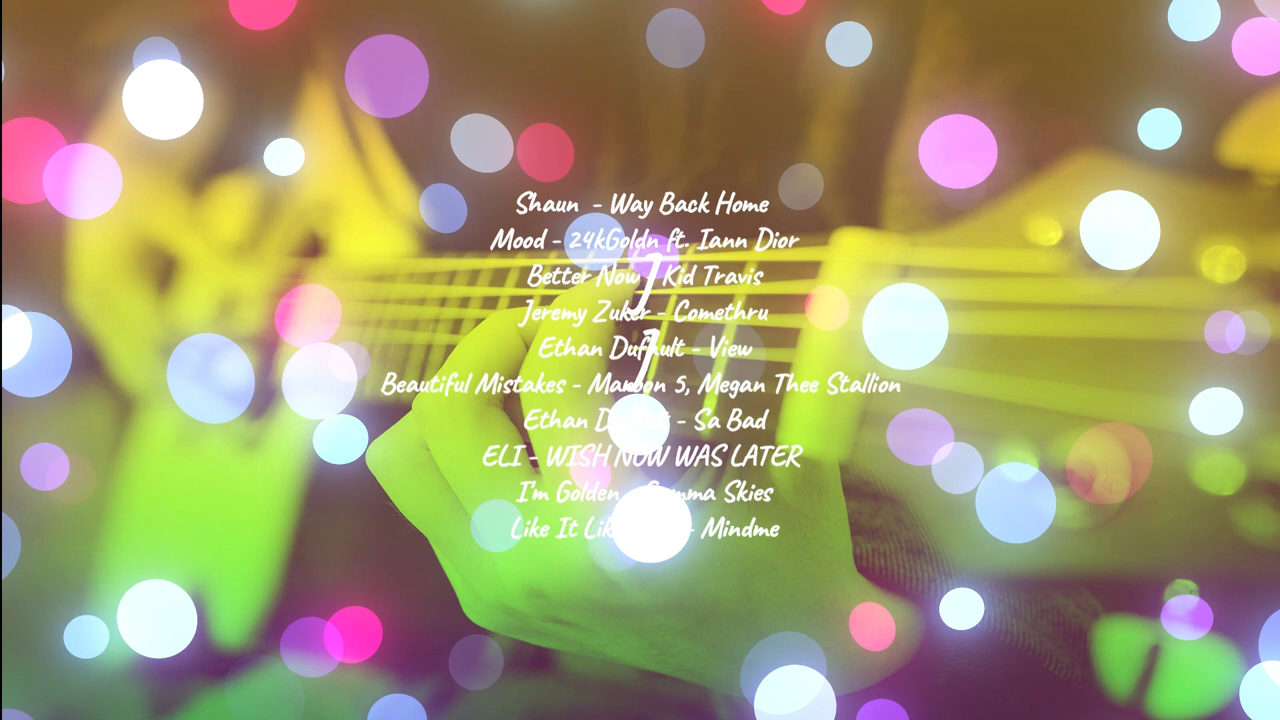 Shaun - Way Back Home
Mood - 24kGoldn ft. Iann Dior
Better Now - Kid Travis
Jeremy Zuker - Comethru
Ethan Dufault - View
Beautiful Mistakes - Maroon 5, Megan Thee Stallion
Ethan - Sa Bad
ELI - WISH NOW WAS LATER
I'm Golden - Skies
Like It - Mindme